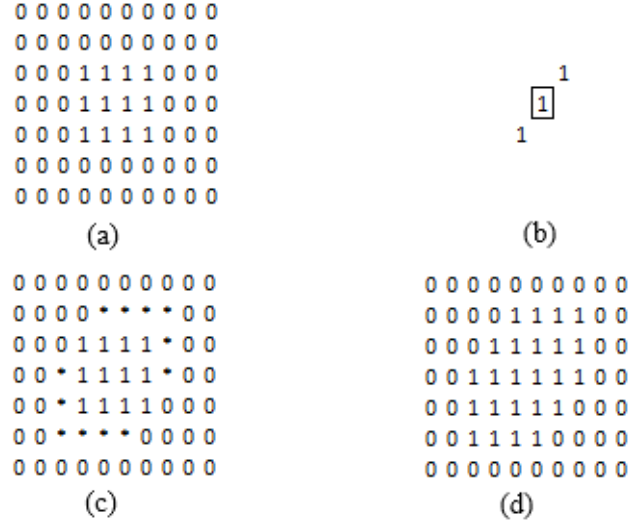 0 0 0 0 0 0 0 0 0 0
0 0 0 0 0 0 0 0 0 0
0 0 0 1 1 1 1 0 0 0
0 0 0 1 1 1 1 0 0 0
0 0 0 1 1 1 1 0 0 0
0 0 0 0 0 0 0 0 0 0
0 0 0 0 0 0 0 0 0 0
(a)
1
1
1
(b)
0 0 0 0 0 0 0 0 0 0
0 0 0 0 * * * * 0 0
0 0 0 1 1 1 1 * 0 0
0 0 * 1 1 1 1 * 0 0
0 0 * 1 1 1 1 0 0 0
0 0 * * * * 0 0 0 0
0 0 0 0 0 0 0 0 0 0
(c)
0 0 0 0 0 0 0 0 0 0
0 0 0 0 1 1 1 1 0 0
0 0 0 1 1 1 1 1 0 0
0 0 1 1 1 1 1 1 0 0
0 0 1 1 1 1 1 0 0 0
0 0 1 1 1 1 0 0 0 0
0 0 0 0 0 0 0 0 0 0
(d)